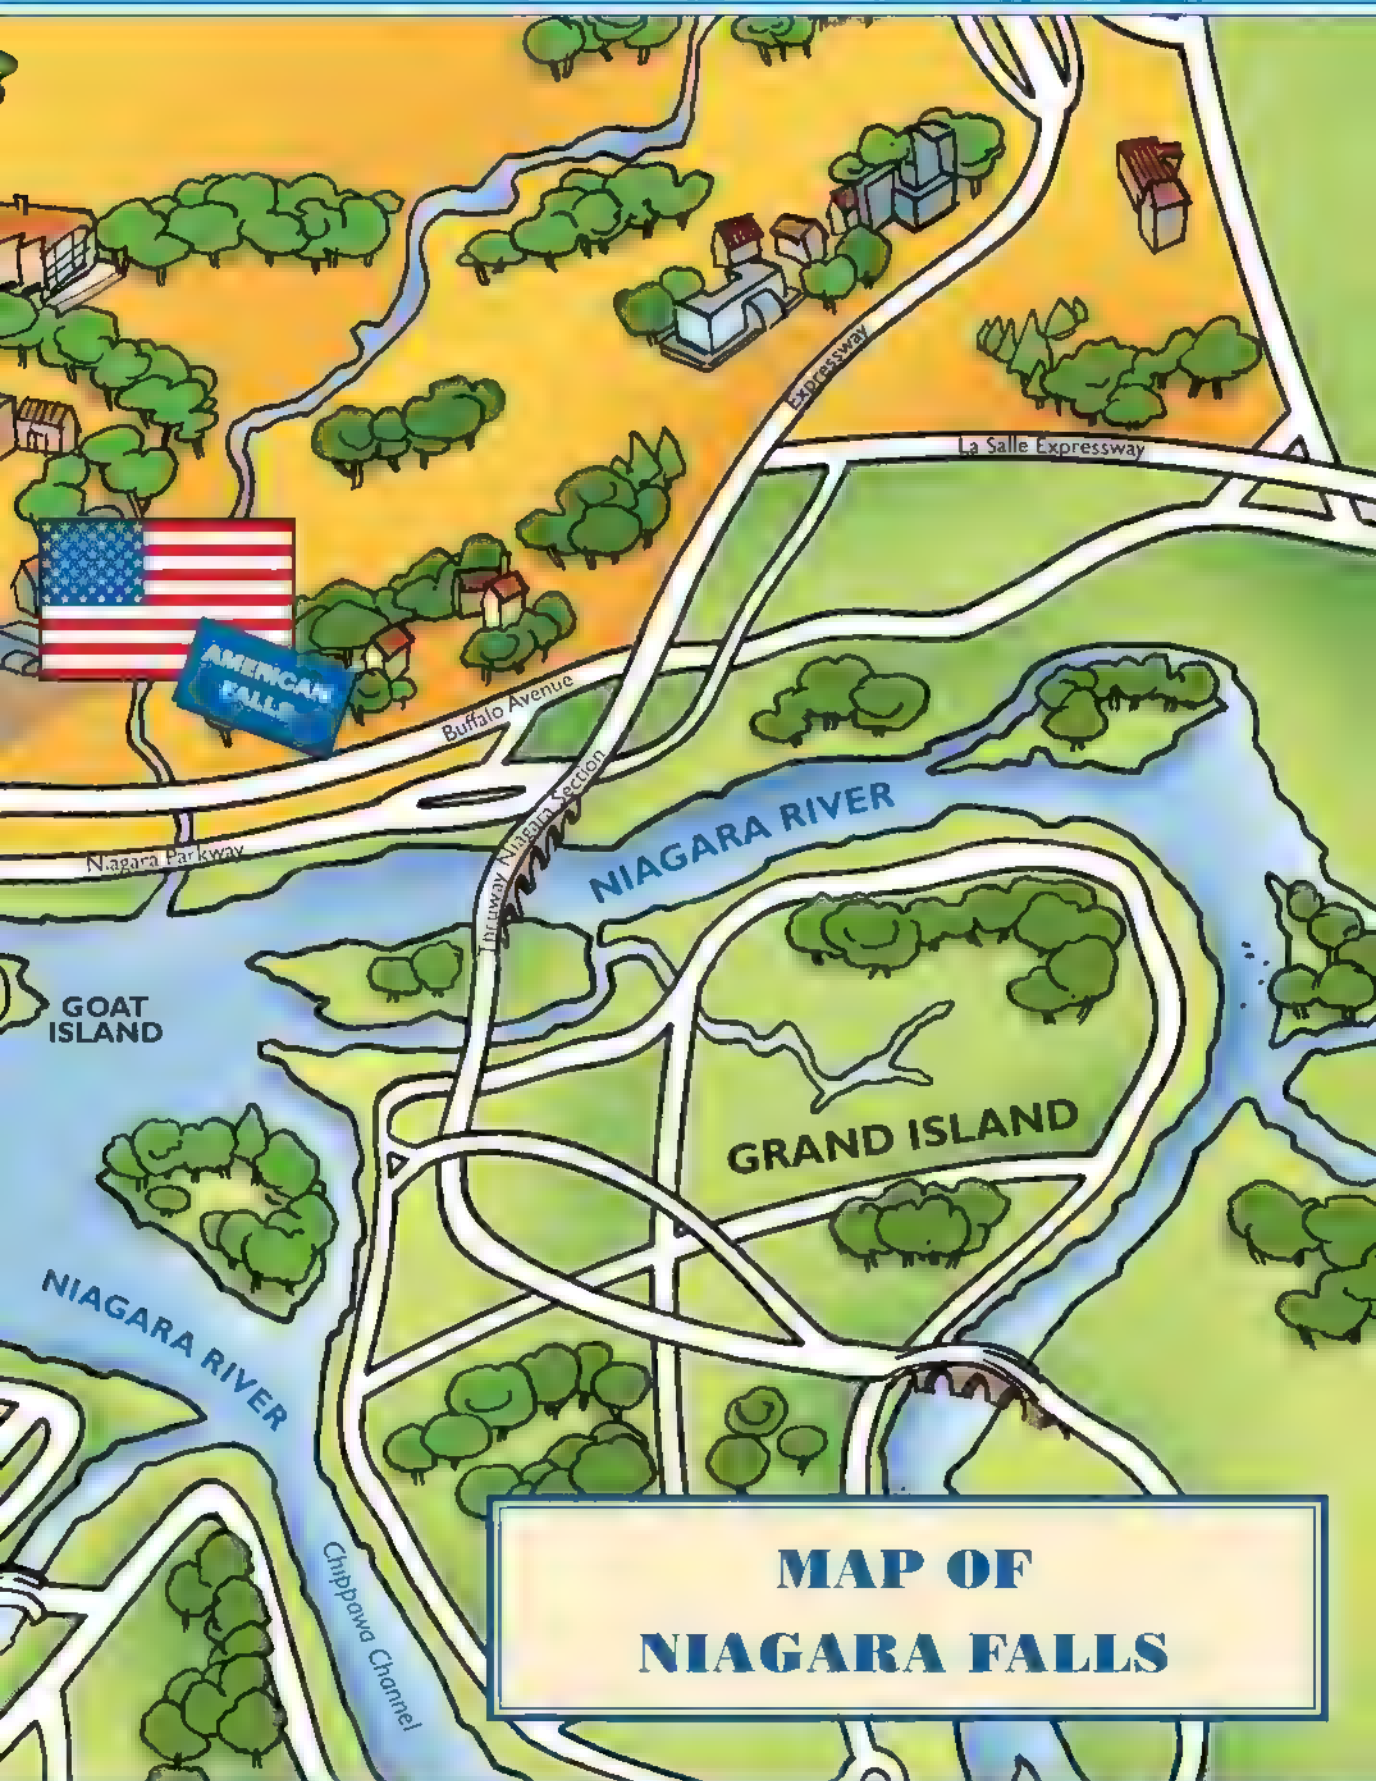 Expressway
La Salle Expressway
AMERICAN
FALLS
Buffalo Avenue
Thruway Niagara Section
NIAGARA RIVER
Niagara Parkway
GOAT
ISLAND
GRAND ISLAND
NIAGARA RIVER
Chippawa Channel
MAP OF
NIAGARA FALLS